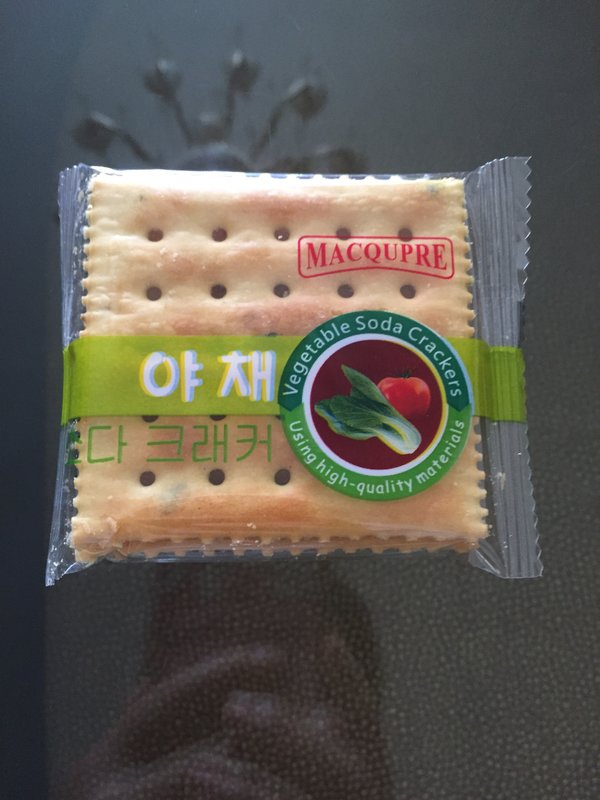 MACQUPRE
야채
Vegetable Soda Crackers
다 크래커
Using high-quality materials